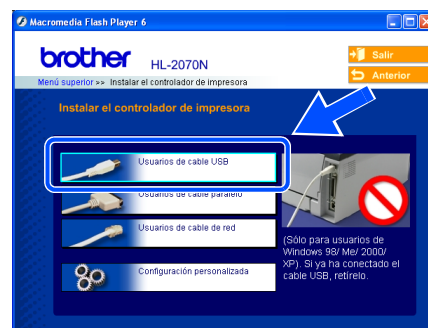 Macromedia Flash Player 6
brother
HL-2070N
Salir
Anterior
Menú superior >> Instalar el controlador de impresora
Instalar el controlador de impresora
Usuarios de cable USB
Usuarios de cable paralelo
Usuarios de cable de red
Configuración personalizada
(Sólo para usuarios de
Windows 98/ Me/ 2000/
XP). Si ya ha conectado el
cable USB, retírelo.